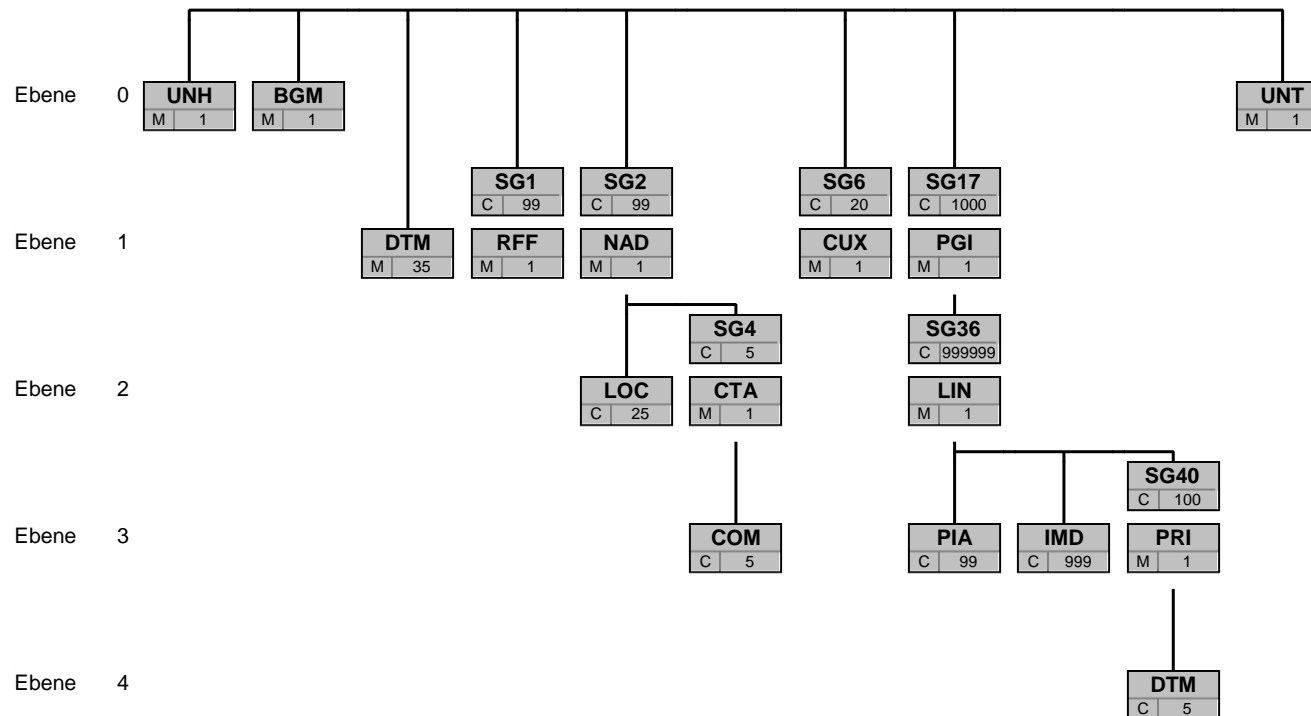 Ebene 0 UNH BGM UNT
M 1 M 1 M 1
SG1 SG2 SG6 SG17
C 99 C 99 C 20 C 1000
Ebene 1 DTM RFF NAD CUX PGI
M 35 M 1 M 1 M 1 M 1
SG4 SG36
C 5 C 999999
Ebene 2 LOC CTA LIN
C 25 M 1 M 1
SG40
C 100
Ebene 3 COM PIA IMD PRI
C 5 C 99 C 999 M 1
Ebene 4 DTM
C 5